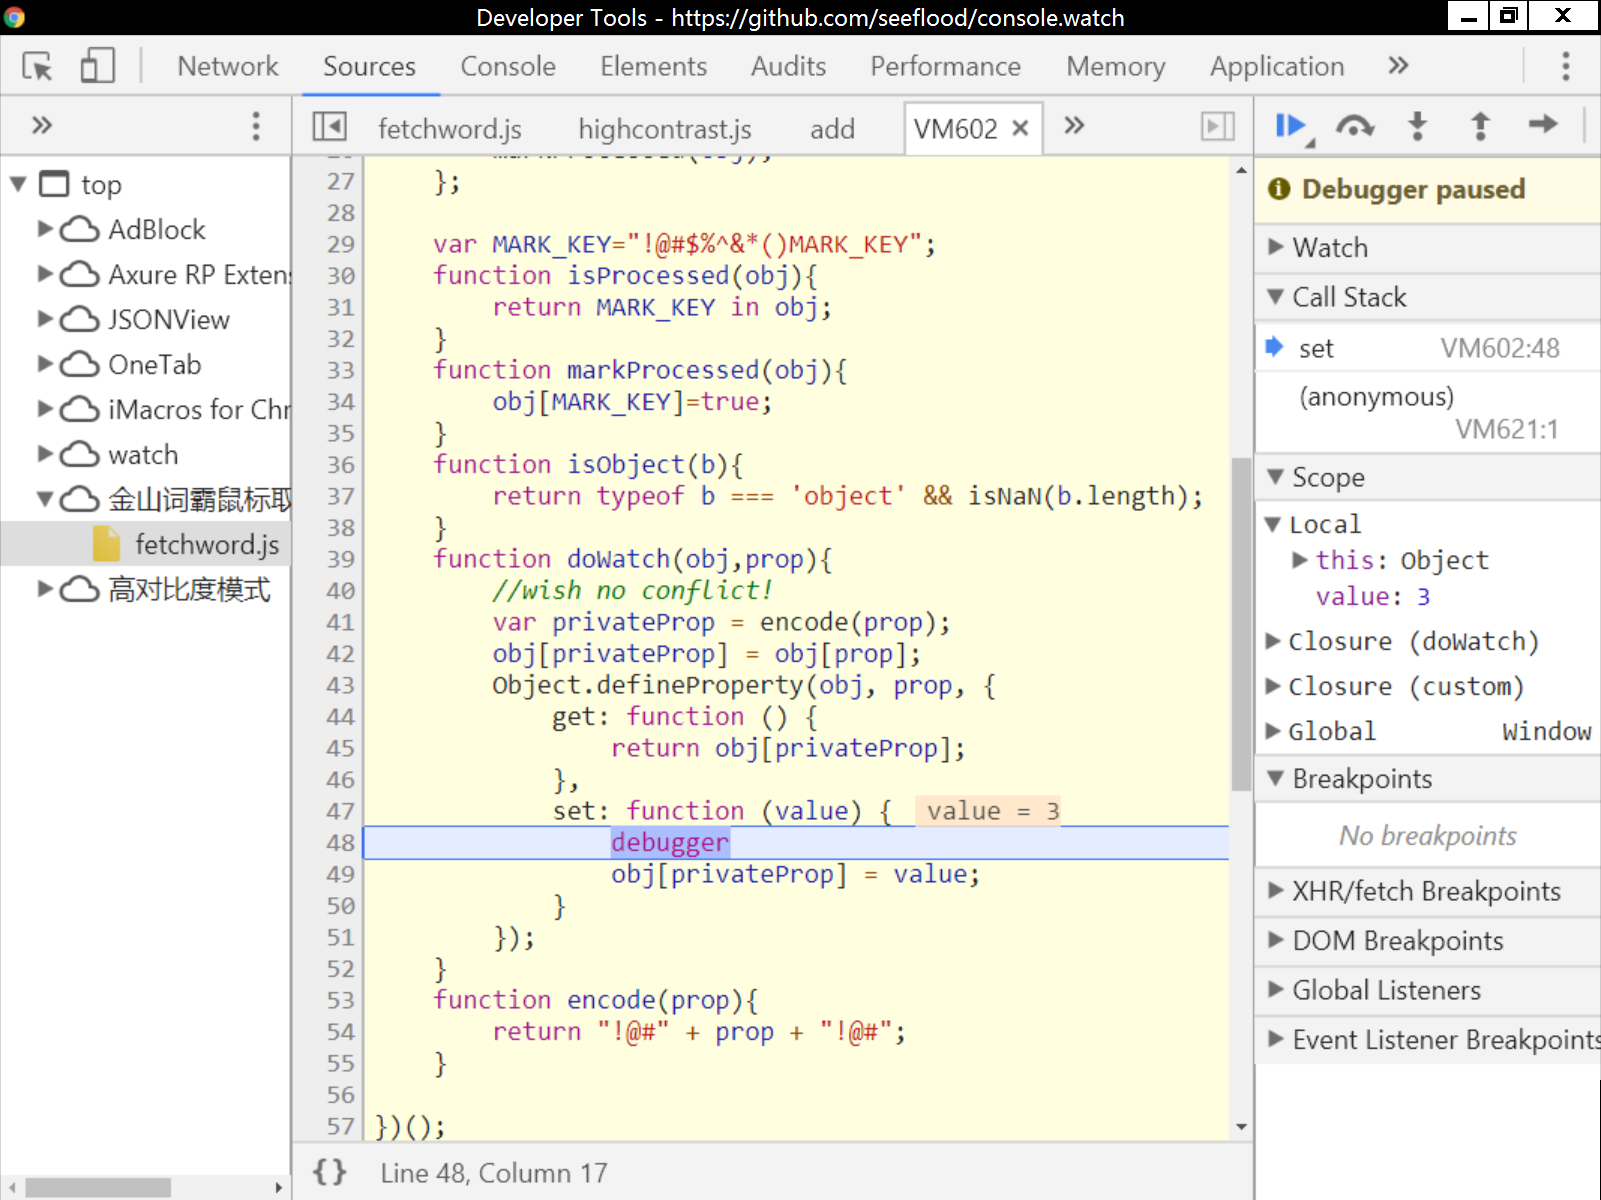 Developer Tools - https://github.com/seeflood/console.watch
Network Sources Console Elements Audits Performance Memory Application »
» fetchword.js highcontrast.js add VM602 × »
top
AdBlock
Axure RP Extens
JSONView
OneTab
iMacros for Chr
watch
金山词霸鼠标取
fetchword.js
高对比度模式
27 };
28
29 var MARK_KEY="!@#$%^&*()MARK_KEY";
30 function isProcessed(obj){
31 return MARK_KEY in obj;
32 }
33 function markProcessed(obj){
34 obj[MARK_KEY]=true;
35 }
36 function isObject(b){
37 return typeof b === 'object' && isNaN(b.length);
38 }
39 function doWatch(obj,prop){
40 //wish no conflict!
41 var privateProp = encode(prop);
42 obj[privateProp] = obj[prop];
43 Object.defineProperty(obj, prop, {
44 get: function () {
45 return obj[privateProp];
46 },
47 set: function (value) { value = 3
48 debugger
49 obj[privateProp] = value;
50 }
51 });
52 }
53 function encode(prop){
54 return "!@#" + prop + "!@#";
55 }
56
57 })();
{} Line 48, Column 17
Debugger paused
Watch
Call Stack
set VM602:48
(anonymous)
VM621:1
Scope
Local
this: Object
value: 3
Closure (doWatch)
Closure (custom)
Global Window
Breakpoints
No breakpoints
XHR/fetch Breakpoints
DOM Breakpoints
Global Listeners
Event Listener Breakpoints